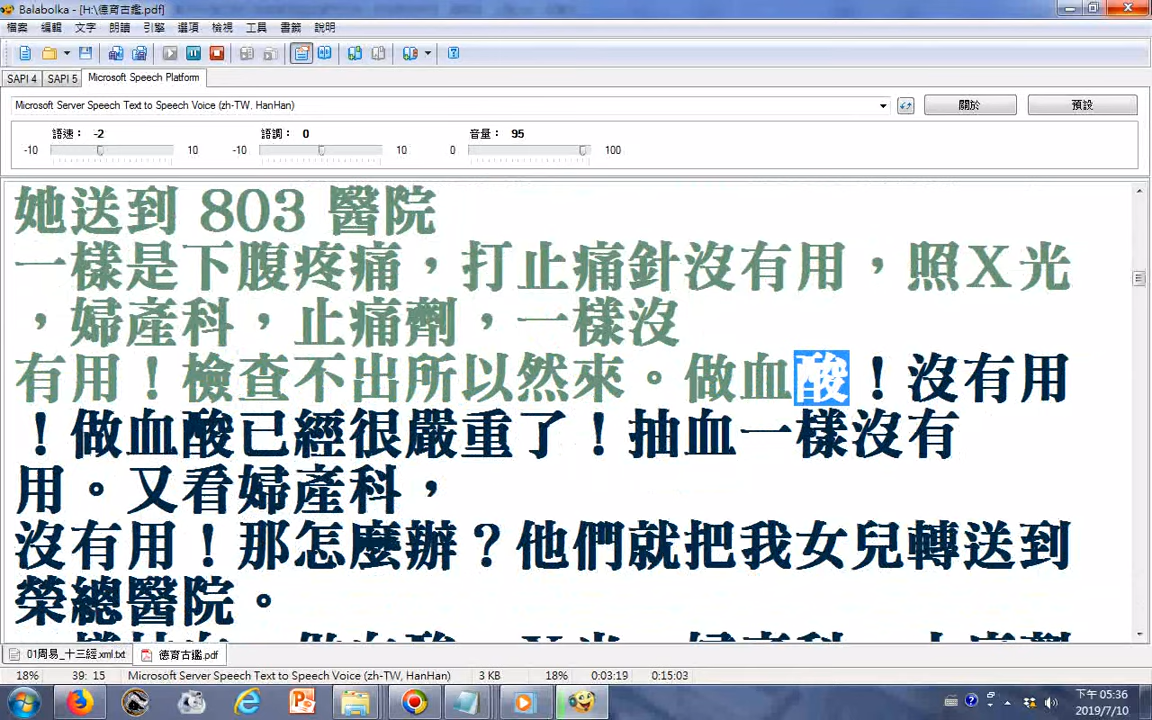 Balabolka - [H:\德育古鑑.pdf]
檔案 編輯 文字 朗讀 引擎 選項 檢視 工具 書籤 說明
SAPI 4 SAPI 5 Microsoft Speech Platform
Microsoft Server Speech Text to Speech Voice (zh-TW, HanHan) 關於 預設
語速： -2 語調： 0 音量： 95
-10 10 -10 10 0 100
她送到 803 醫院
一樣是下腹疼痛，打止痛針沒有用，照X光
，婦產科，止痛劑，一樣沒
有用！檢查不出所以然來。做血酸！沒有用
！做血酸已經很嚴重了！抽血一樣沒有
用。又看婦產科，
沒有用！那怎麼辦？他們就把我女兒轉送到
榮總醫院。
01周易_十三經.xml.txt 德育古鑑.pdf
18% 39: 15 Microsoft Server Speech Text to Speech Voice (zh-TW, HanHan) 3 KB 18% 0:03:19 0:15:03
下午 05:36
2019/7/10